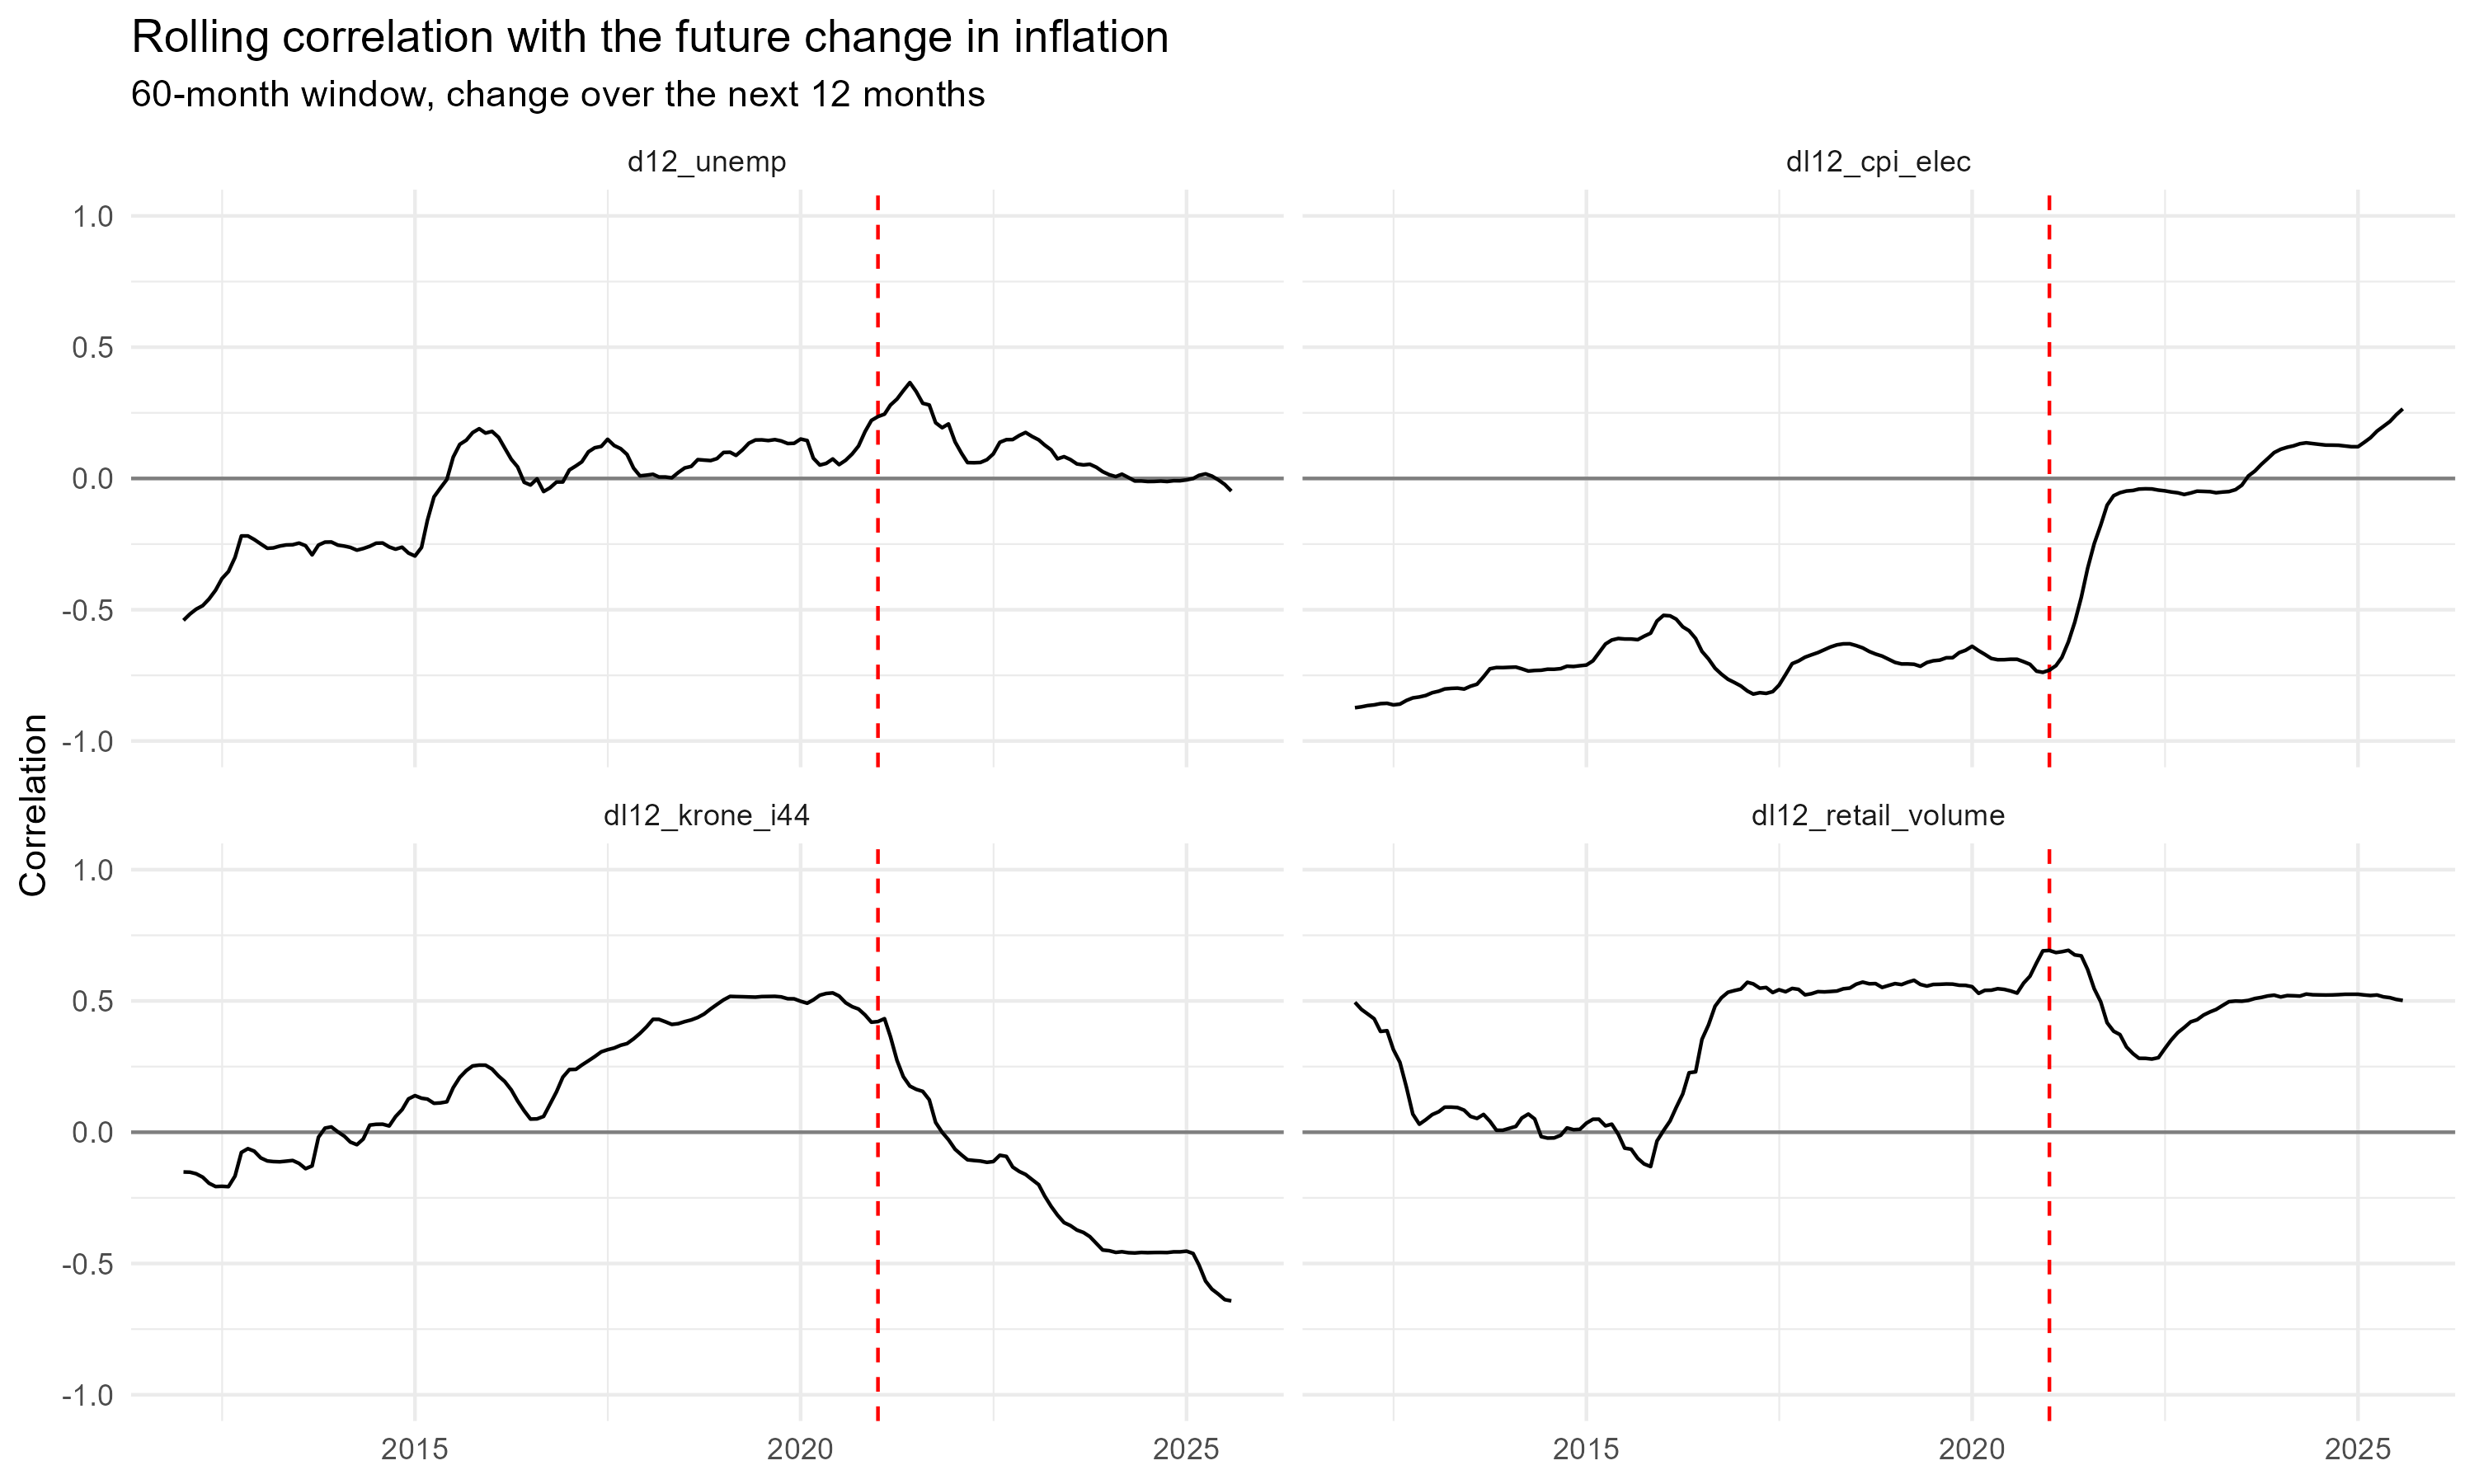 Rolling correlation with the future change in inflation
60-month window, change over the next 12 months
d12_unemp
dl12_cpi_elec
1.0
0.5
0.0
-0.5
-1.0
Correlation
dl12_krone_i44
dl12_retail_volume
1.0
0.5
0.0
-0.5
-1.0
2015
2020
2025
2015
2020
2025